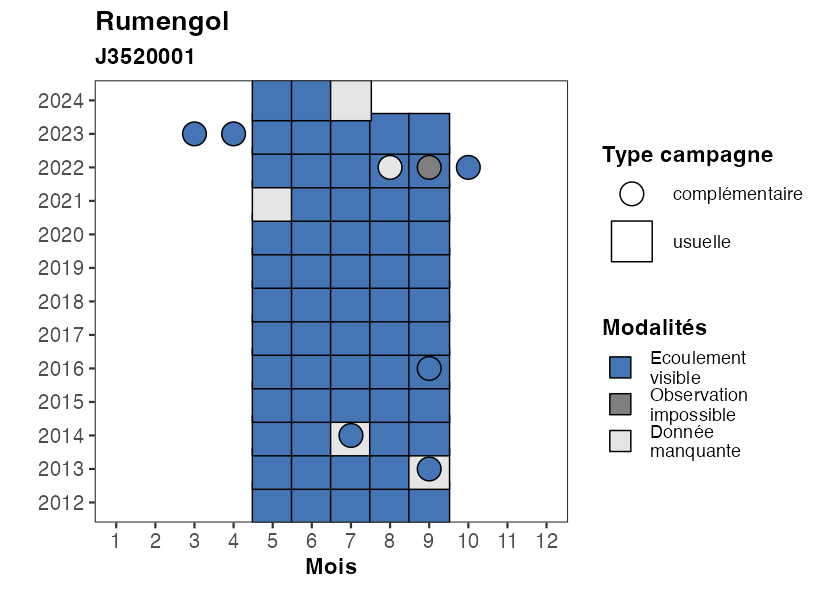 Rumengol
J3520001
2024
2023
2022
2021
2020
2019
2018
2017
2016
2015
2014
2013
2012
1 2 3 4 5 6 7 8 9 10 11 12
Mois
Type campagne
complémentaire
usuelle
Modalités
Ecoulement
visible
Observation
impossible
Donnée
manquante